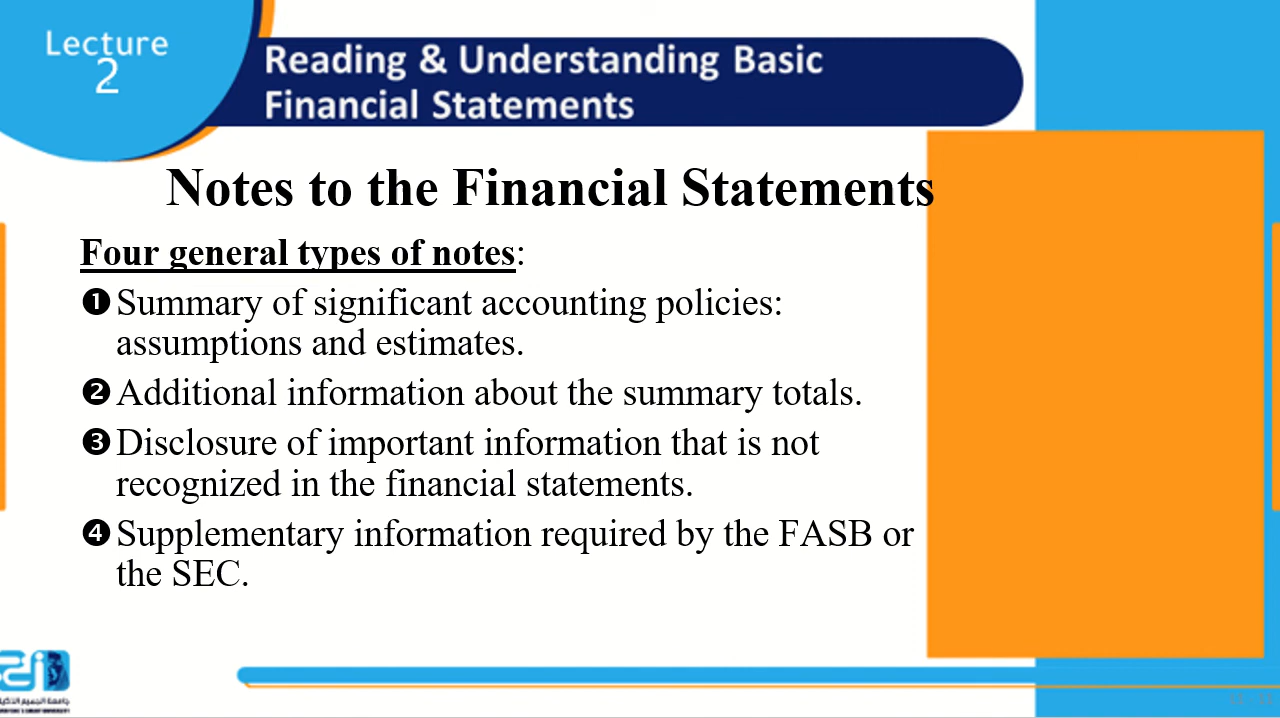 Lecture
2
Reading & Understanding Basic
Financial Statements
Notes to the Financial Statements
Four general types of notes:
❶ Summary of significant accounting policies:
assumptions and estimates.
❷ Additional information about the summary totals.
❸ Disclosure of important information that is not
recognized in the financial statements.
❹ Supplementary information required by the FASB or
the SEC.